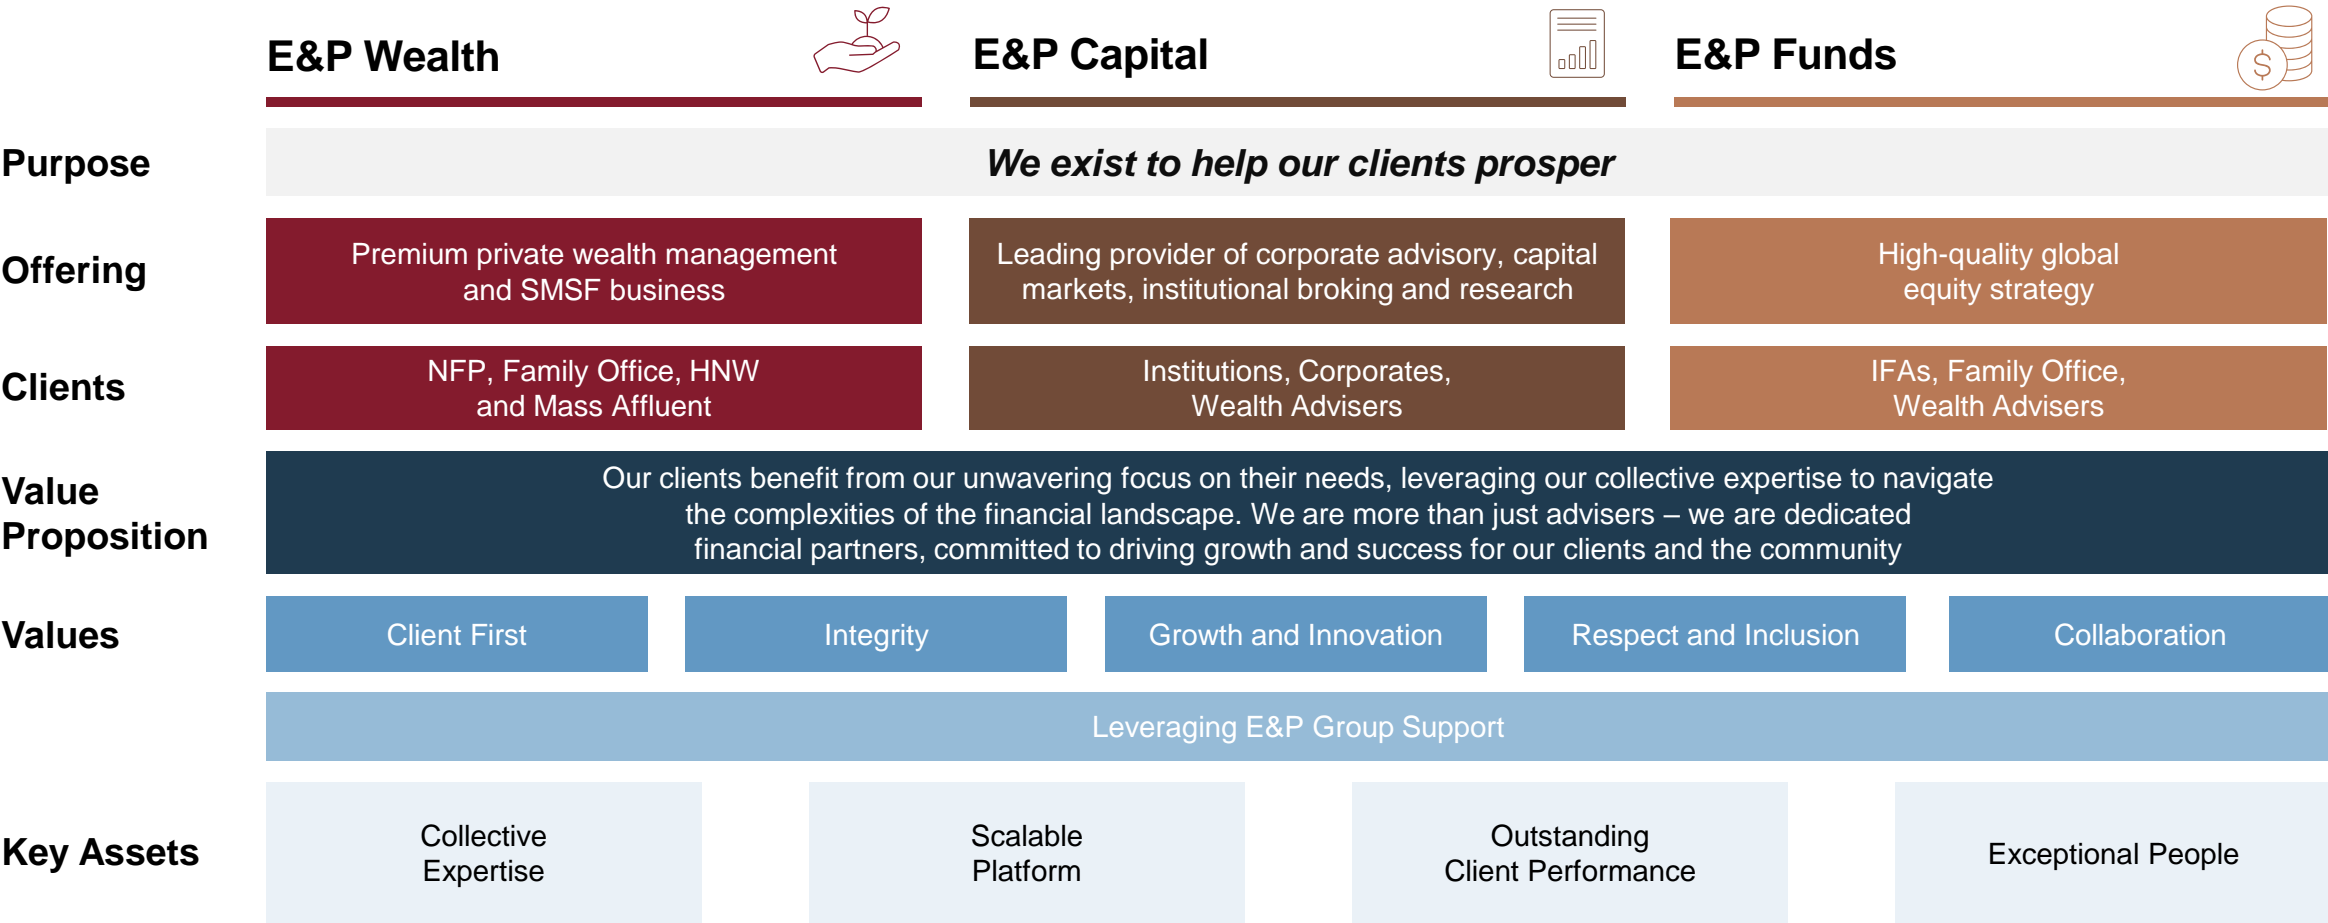 E&P Wealth
E&P Capital
E&P Funds
$
Purpose
We exist to help our clients prosper
Offering
Premium private wealth management
and SMSF business
Leading provider of corporate advisory, capital
markets, institutional broking and research
High-quality global
equity strategy
Clients
NFP, Family Office, HNW
and Mass Affluent
Institutions, Corporates,
Wealth Advisers
IFAs, Family Office,
Wealth Advisers
Value
Proposition
Our clients benefit from our unwavering focus on their needs, leveraging our collective expertise to navigate
the complexities of the financial landscape. We are more than just advisers – we are dedicated
financial partners, committed to driving growth and success for our clients and the community
Values
Client First
Integrity
Growth and Innovation
Respect and Inclusion
Collaboration
Leveraging E&P Group Support
Key Assets
Collective
Expertise
Scalable
Platform
Outstanding
Client Performance
Exceptional People